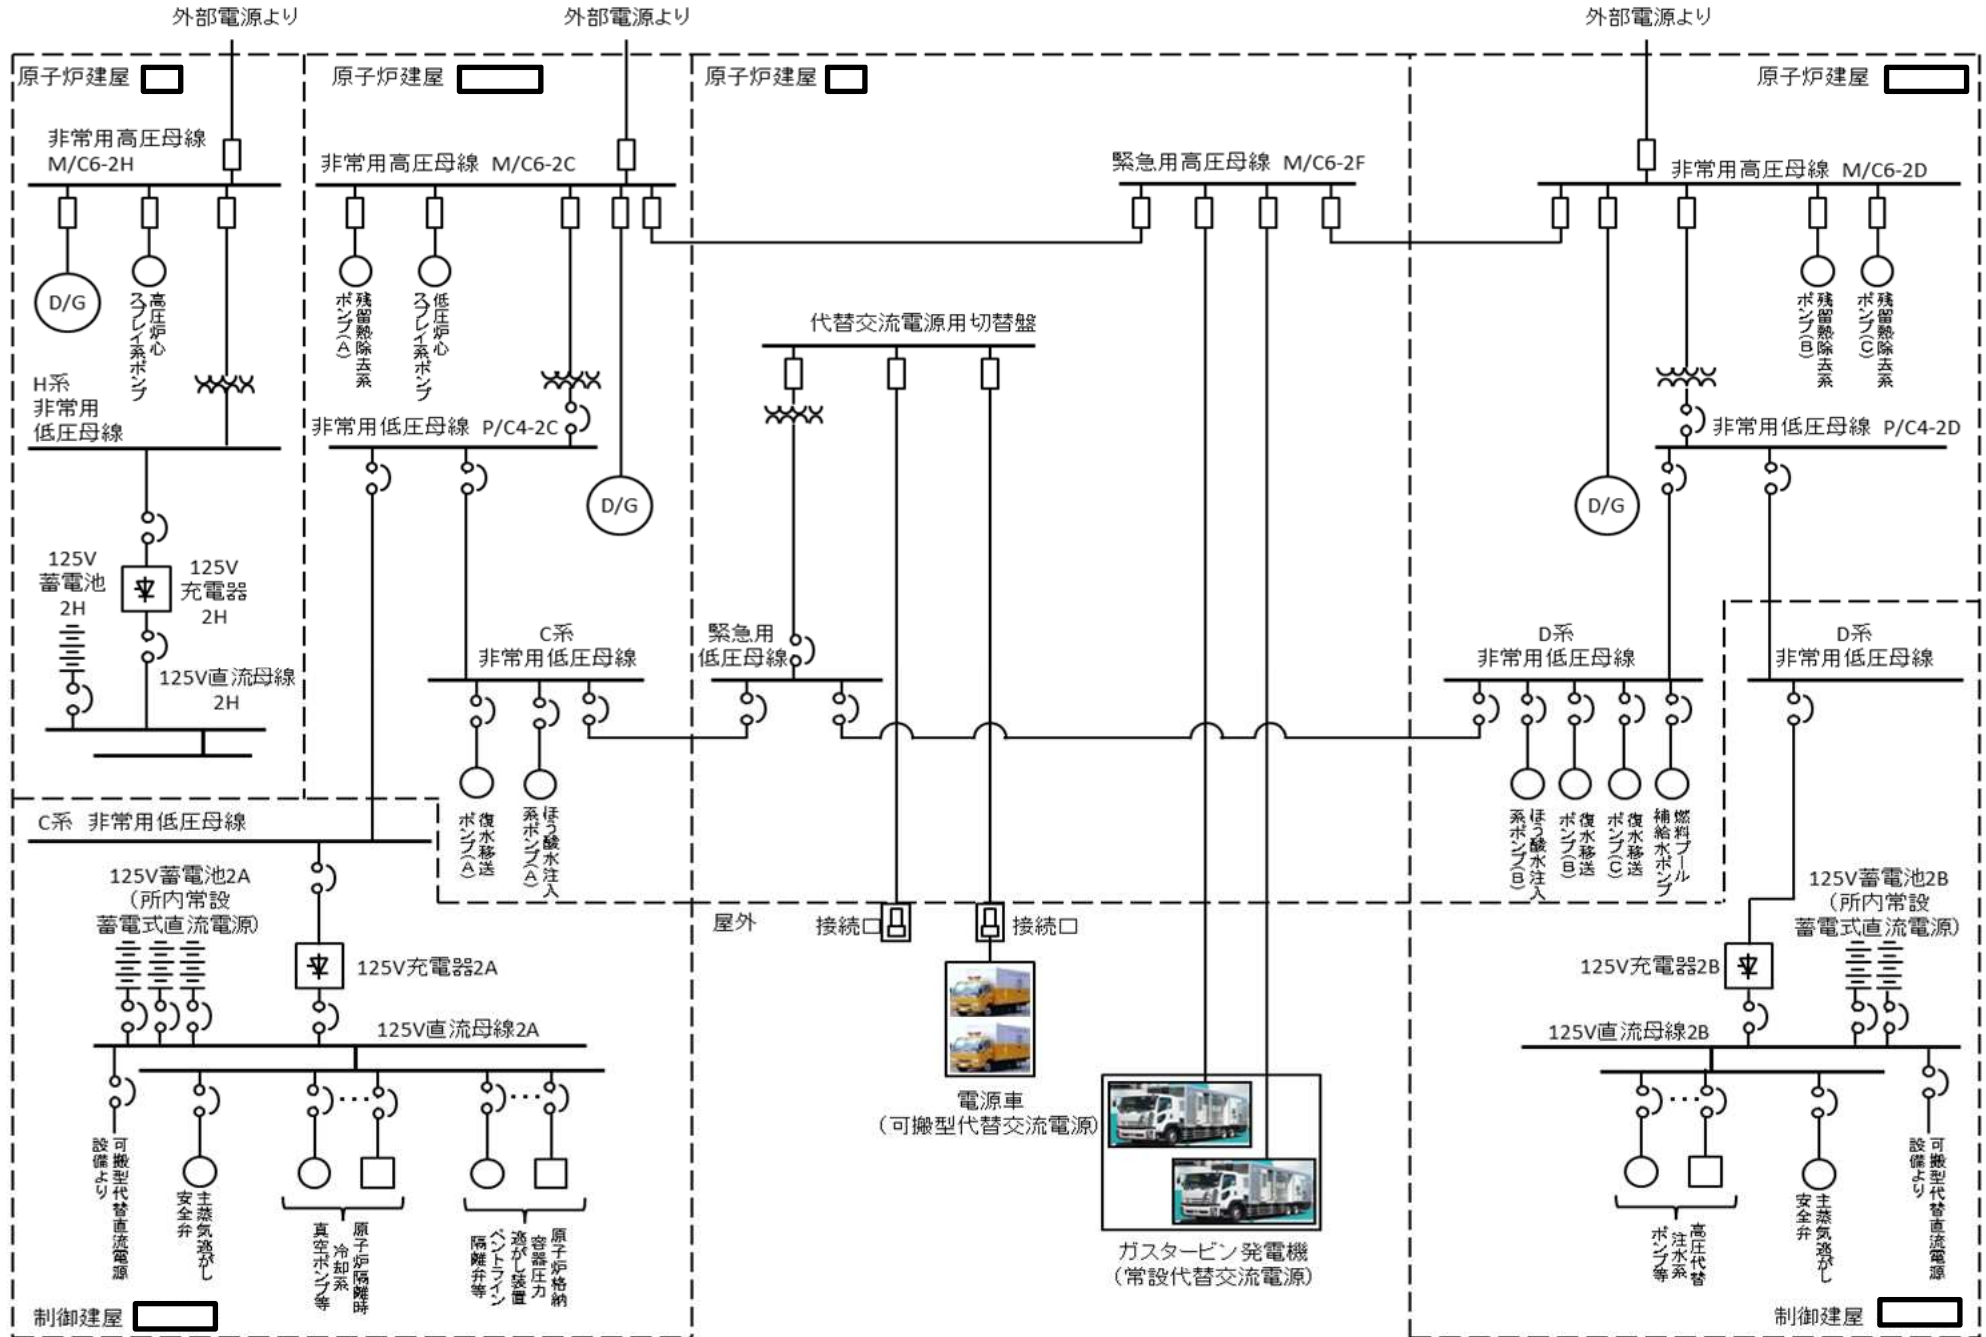 外部電源より
外部電源より
外部電源より
原子炉建屋
原子炉建屋
原子炉建屋
原子炉建屋
非常用高圧母線
M/C6-2H
非常用高圧母線 M/C6-2C
緊急用高圧母線 M/C6-2F
非常用高圧母線 M/C6-2D
D/G
高圧炉心
スプレイ系ポンプ
残留熱除去系
ポンプ(A)
低圧炉心
スプレイ系ポンプ
代替交流電源用切替盤
残留熱除去系
ポンプ(B)
残留熱除去系
ポンプ(C)
H系
非常用
低圧母線
非常用低圧母線 P/C4-2C
非常用低圧母線 P/C4-2D
D/G
D/G
125V
蓄電池
2H
125V
充電器
2H
125V直流母線
2H
C系
非常用低圧母線
緊急用
低圧母線
D系
非常用低圧母線
D系
非常用低圧母線
C系 非常用低圧母線
復水移送
ポンプ(A)
ほう酸水注入
系ポンプ(A)
ほう酸水注入
系ポンプ(B)
復水移送
ポンプ(B)
復水移送
ポンプ(C)
燃料プール
補給水ポンプ
125V蓄電池2A
(所内常設
蓄電式直流電源)
125V充電器2A
125V直流母線2A
屋外
接続口
接続口
125V蓄電池2B
(所内常設
蓄電式直流電源)
125V充電器2B
125V直流母線2B
電源車
(可搬型代替交流電源)
可搬型代替直流電源
設備より
主蒸気逃がし
安全弁
原子炉隔離時
冷却系
真空ポンプ等
原子炉格納
容器圧力
逃がし装置
ベントライン
隔離弁等
ガスタービン発電機
(常設代替交流電源)
高圧代替
注水系
ポンプ等
主蒸気逃がし
安全弁
可搬型代替直流電源
設備より
制御建屋
制御建屋